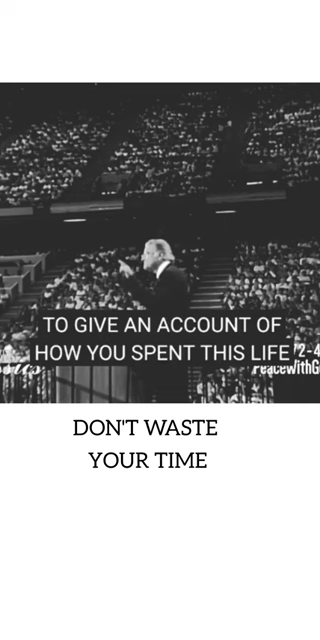 TO GIVE AN ACCOUNT OF
HOW YOU SPENT THIS LIFE
DON'T WASTE
YOUR TIME